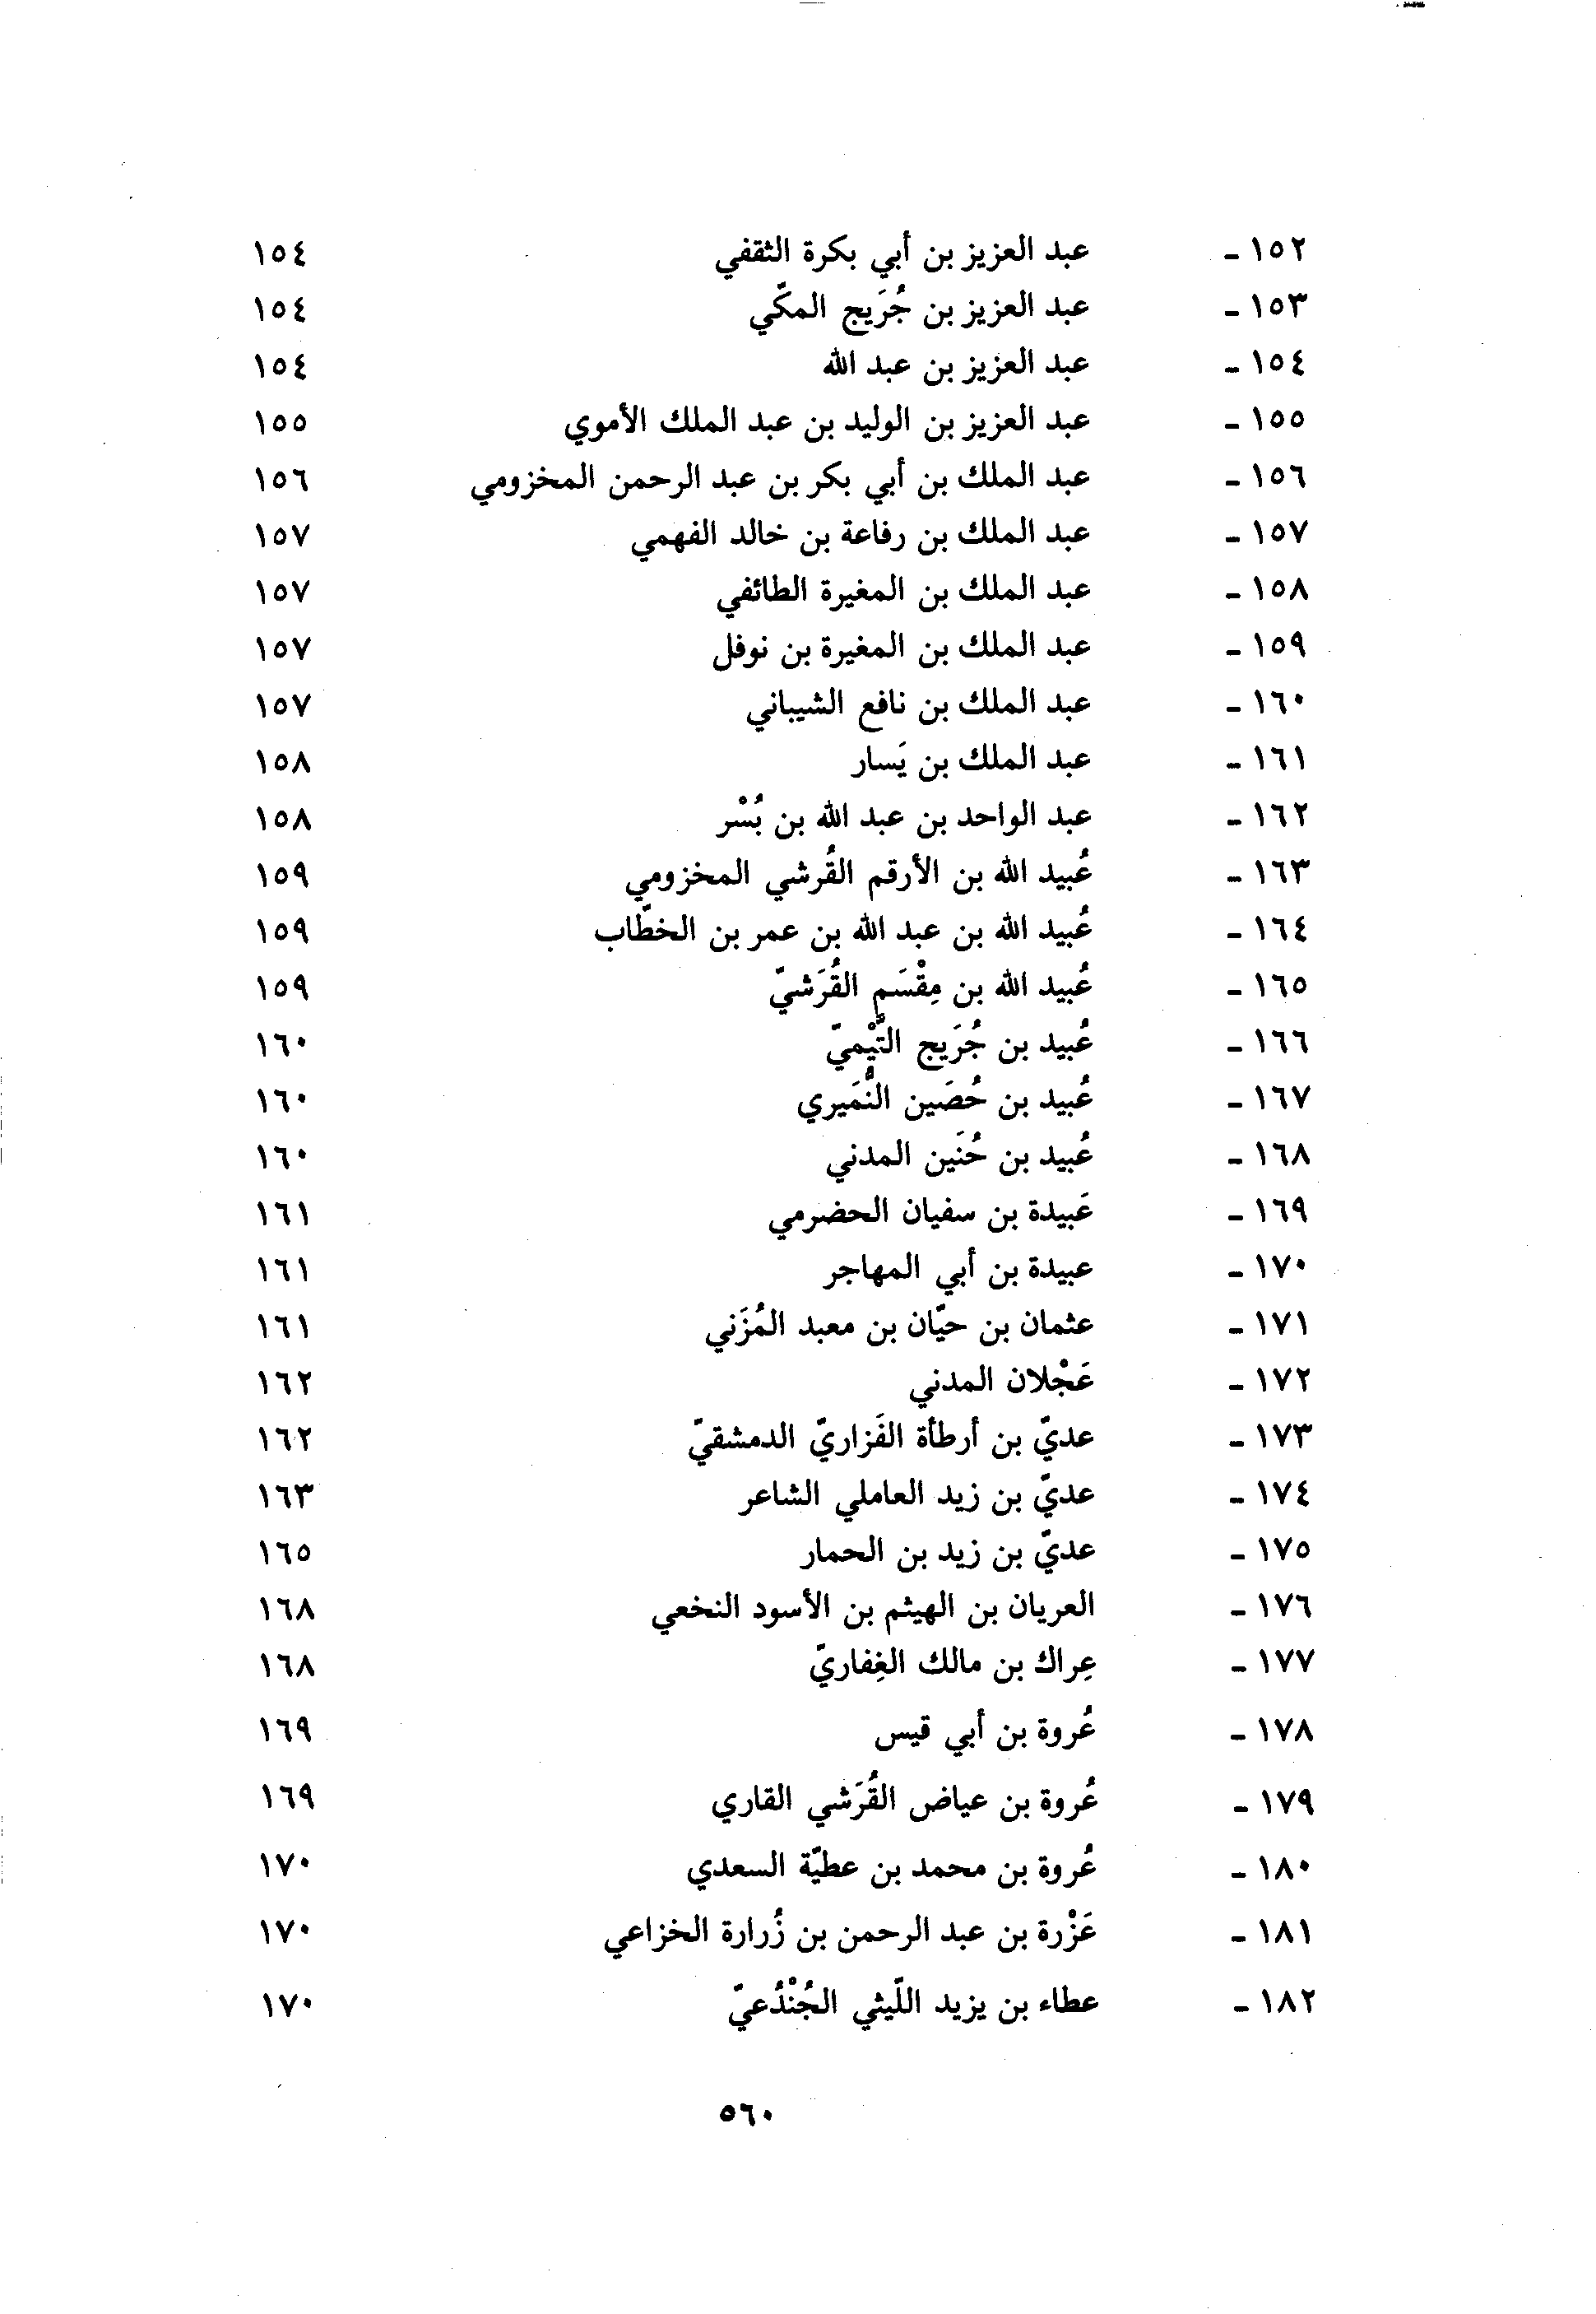 ١٥٢ - عبد العزيز بن أبي بكرة الثقفي ١٥٤
١٥٣ - عبد العزيز بن جُرَيج المكّي ١٥٤
١٥٤ - عبد العزيز بن عبد الله ١٥٤
١٥٥ - عبد العزيز بن الوليد بن عبد الملك الأموي ١٥٥
١٥٦ - عبد الملك بن أبي بكر بن عبد الرحمن المخزومي ١٥٦
١٥٧ - عبد الملك بن رفاعة بن خالد الفهمي ١٥٧
١٥٨ - عبد الملك بن المغيرة الطائفي ١٥٧
١٥٩ - عبد الملك بن المغيرة بن نوفل ١٥٧
١٦٠ - عبد الملك بن نافع الشيباني ١٥٧
١٦١ - عبد الملك بن يَسار ١٥٨
١٦٢ - عبد الواحد بن عبد الله بن بُسْر ١٥٨
١٦٣ - عُبيد الله بن الأرقم القُرشي المخزومي ١٥٩
١٦٤ - عُبيد الله بن عبد الله بن عمر بن الخطّاب ١٥٩
١٦٥ - عُبيد الله بن مِقْسَم القُرَشيّ ١٥٩
١٦٦ - عُبيد بن جُرَيج التَّيْميّ ١٦٠
١٦٧ - عُبيد بن حُصَين النُّمَيري ١٦٠
١٦٨ - عُبيد بن حُنَين المدني ١٦٠
١٦٩ - عَبيدة بن سفيان الحضرمي ١٦١
١٧٠ - عبيدة بن أبي المهاجر ١٦١
١٧١ - عثمان بن حيّان بن معبد المُزَني ١٦١
١٧٢ - عَجْلان المدني ١٦٢
١٧٣ - عديّ بن أرطأة الفَزاريّ الدمشقيّ ١٦٢
١٧٤ - عديّ بن زيد العاملي الشاعر ١٦٣
١٧٥ - عديّ بن زيد بن الحمار ١٦٥
١٧٦ - العريان بن الهيثم بن الأسود النخعي ١٦٨
١٧٧ - عِراك بن مالك الغِفاريّ ١٦٨
١٧٨ - عُروة بن أبي قيس ١٦٩
١٧٩ - عُروة بن عياض القُرَشي القاري ١٦٩
١٨٠ - عُروة بن محمد بن عطيّة السعدي ١٧٠
١٨١ - عَزْرة بن عبد الرحمن بن زُرارة الخزاعي ١٧٠
١٨٢ - عطاء بن يزيد اللّيثي الجُنْدُعيّ ١٧٠
٥٦٠